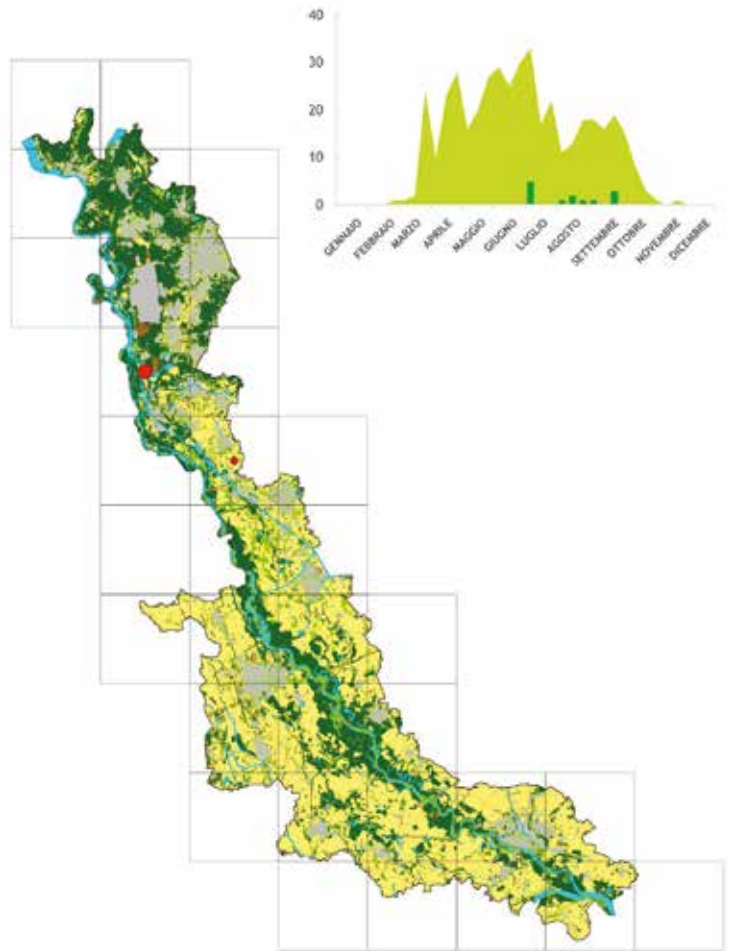 40
30
20
10
0
GENNAIO
FEBBRAIO
MARZO
APRILE
MAGGIO
GIUGNO
LUGLIO
AGOSTO
SETTEMBRE
OTTOBRE
NOVEMBRE
DICEMBRE